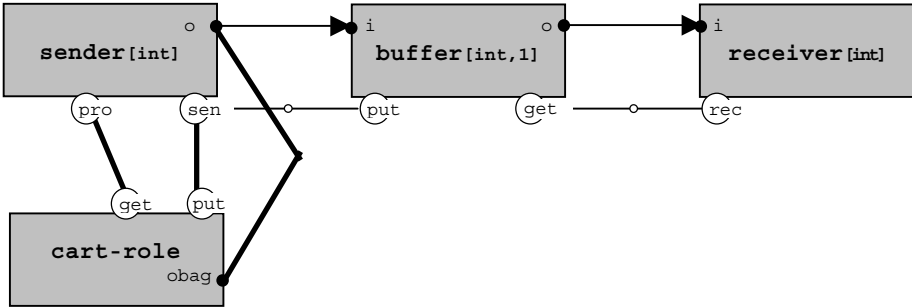 o i o i
sender[int] buffer[int,1] receiver[int]
pro sen put get rec
get put
cart-role
obag